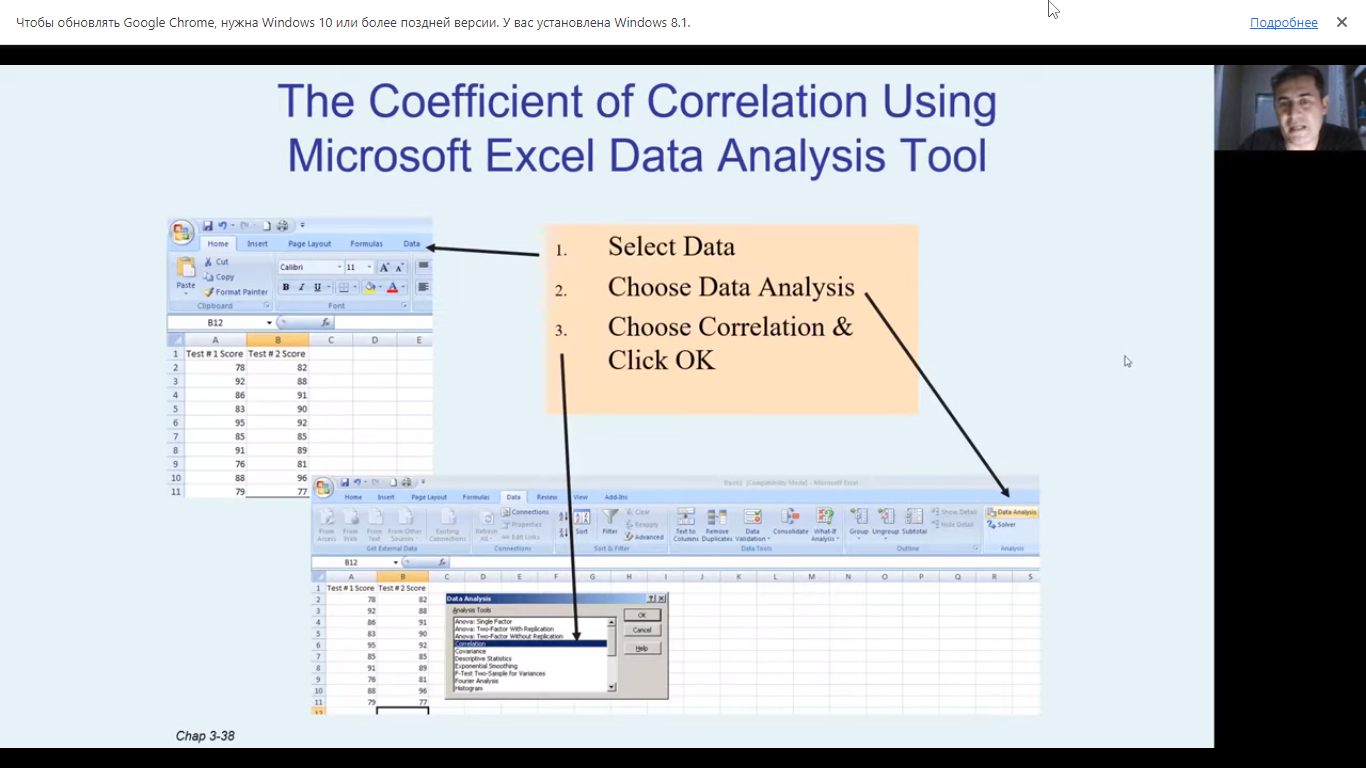 Чтобы обновлять Google Chrome, нужна Windows 10 или более поздней версии. У вас установлена Windows 8.1.
Подробнее
The Coefficient of Correlation Using
Microsoft Excel Data Analysis Tool
Home Insert Page Layout Formulas Data
Cut
Copy
Paste
Format Painter
Calibri 11
B I U
Clipboard Font
B12 fx
A B C D E
1 Test #1 Score Test #2 Score
2 78 82
3 92 88
4 86 91
5 83 90
6 95 92
7 85 85
8 91 89
9 76 81
10 88 96
11 79 77
1. Select Data
2. Choose Data Analysis
3. Choose Correlation &
Click OK
Book1 [Compatibility Mode] - Microsoft Excel
Home Insert Page Layout Formulas Data Review View Add-Ins
From Access
From Web
From Text
From Other Sources
Existing Connections
Refresh All
Connections
Properties
Edit Links
Sort
Filter
Clear
Reapply
Advanced
Text to Columns
Remove Duplicates
Data Validation
Consolidate
What-If Analysis
Group
Ungroup
Subtotal
Show Detail
Hide Detail
Data Analysis
Solver
Get External Data Connections Sort & Filter Data Tools Outline Analysis
B12 fx
A B C D E F G H I J K L M N O P Q R S
1 Test #1 Score Test #2 Score
2 78 82
3 92 88
4 86 91
5 83 90
6 95 92
7 85 85
8 91 89
9 76 81
10 88 96
11 79 77
12
Data Analysis
Analysis Tools
Anova: Single Factor
Anova: Two-Factor With Replication
Anova: Two-Factor Without Replication
Correlation
Covariance
Descriptive Statistics
Exponential Smoothing
F-Test Two-Sample for Variances
Fourier Analysis
Histogram
OK
Cancel
Help
Chap 3-38